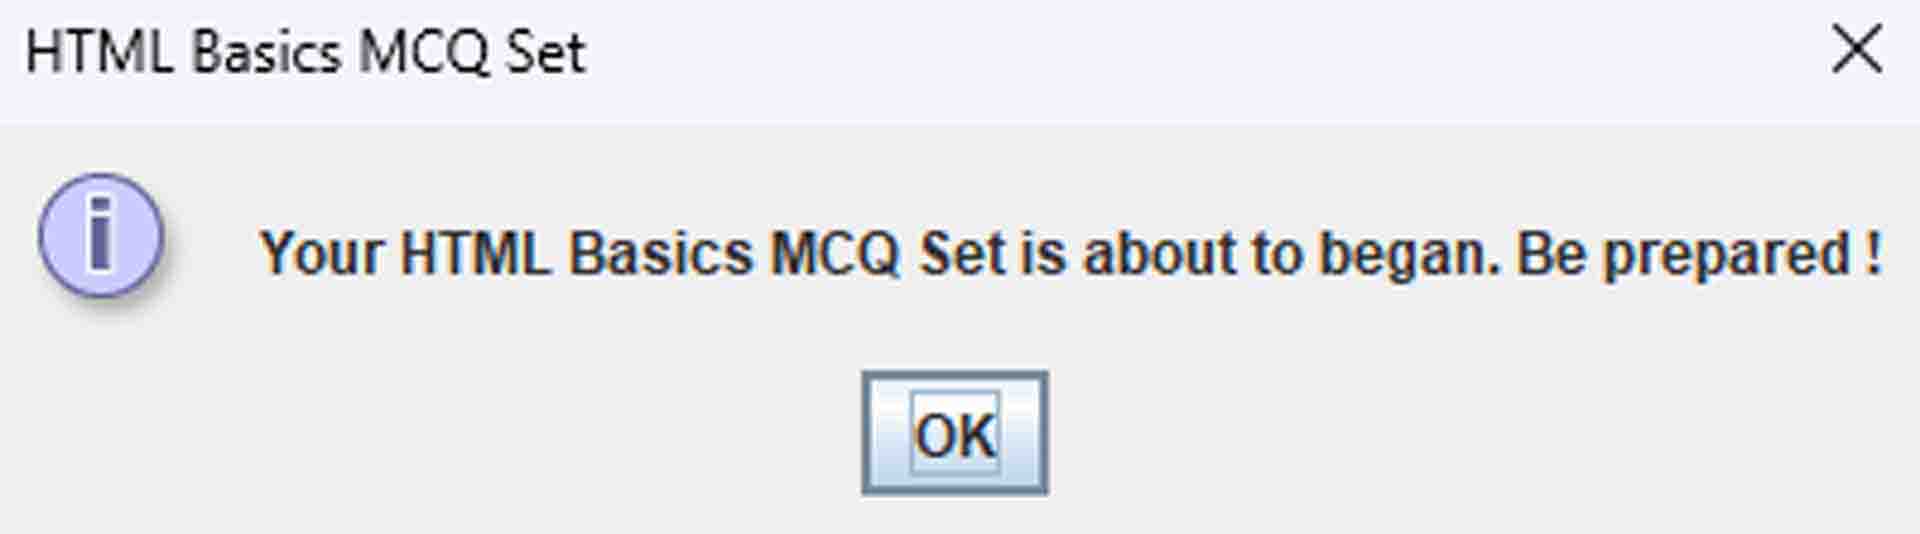 HTML Basics MCQ Set
Your HTML Basics MCQ Set is about to began. Be prepared !
OK